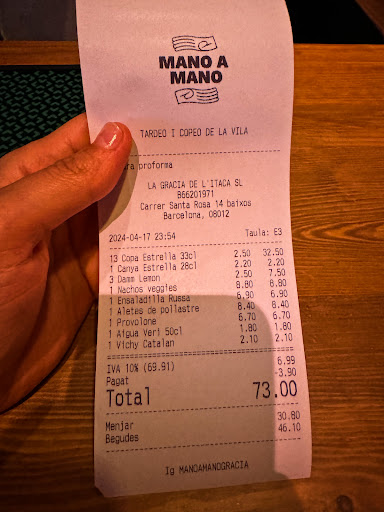 MANO A
MANO
TARDEO I COPEO DE LA VILA
ra proforma
LA GRACIA DE L'ITACA SL
B66201971
Carrer Santa Rosa 14 baixos
Barcelona, 08012
2024-04-17 23:54 Taula: E3
13 Copa Estrella 33cl 2.50 32.50
1 Canya Estrella 28cl 2.20 2.20
3 Damm Lemon 2.50 7.50
1 Nachos veggies 8.80 8.80
1 Ensaladilla Russa 6.90 6.90
1 Aletes de pollastre 8.40 8.40
1 Provolone 6.70 6.70
1 Aigua Veri 50cl 1.80 1.80
1 Vichy Catalan 2.10 2.10
IVA 10% (69.91) 6.99
Pagat -3.90
Total 73.00
Menjar 30.80
Begudes 46.10
Ig MANOAMANOGRACIA